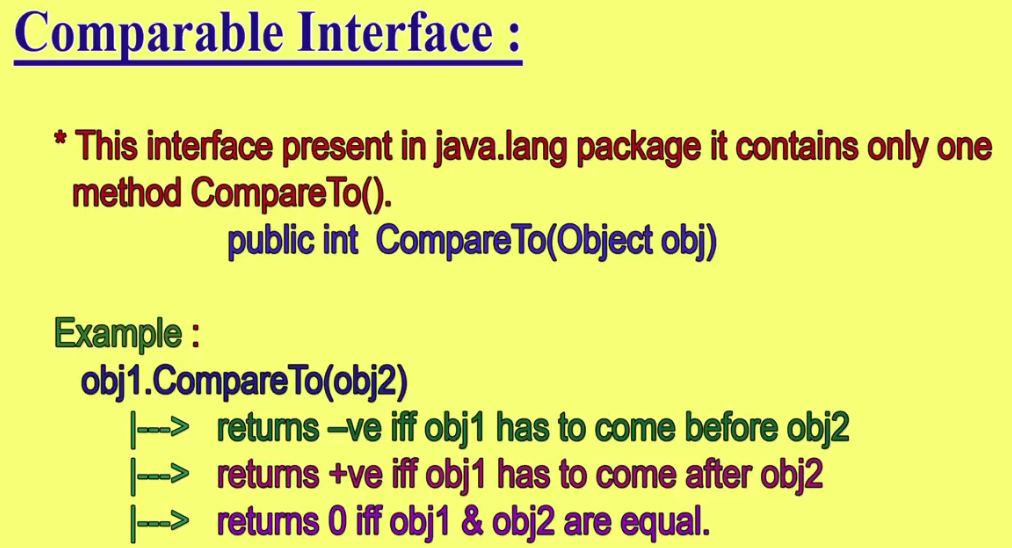 Comparable Interface :
* This interface present in java.lang package it contains only one
method CompareTo().
public int CompareTo(Object obj)
Example :
obj1.CompareTo(obj2)
|---> returns –ve iff obj1 has to come before obj2
|---> returns +ve iff obj1 has to come after obj2
|---> returns 0 iff obj1 & obj2 are equal.